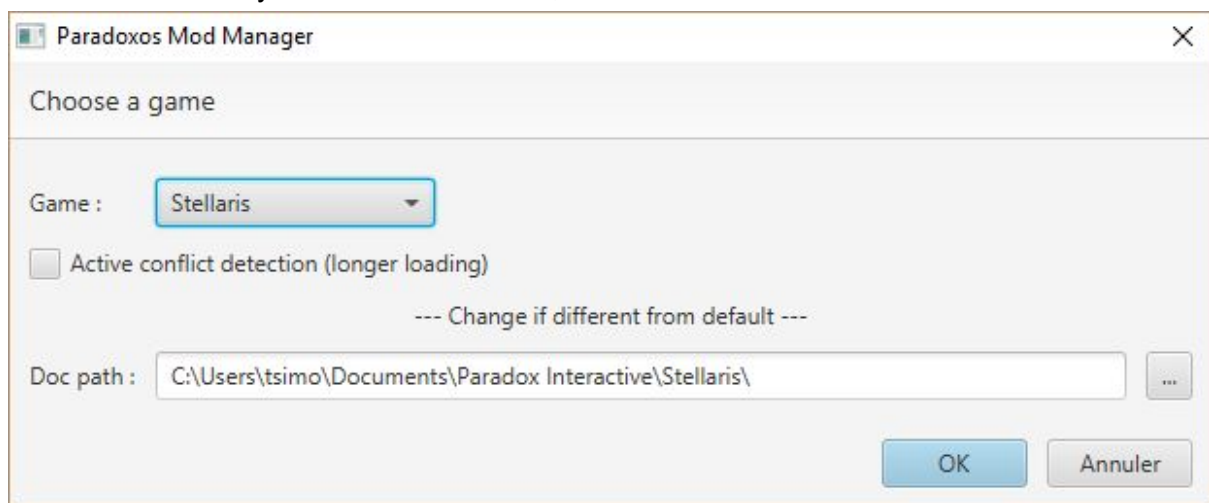 Paradoxos Mod Manager
Choose a game
Game : Stellaris
Active conflict detection (longer loading)
--- Change if different from default ---
Doc path : C:\Users\tsimo\Documents\Paradox Interactive\Stellaris\ ...
OK Annuler